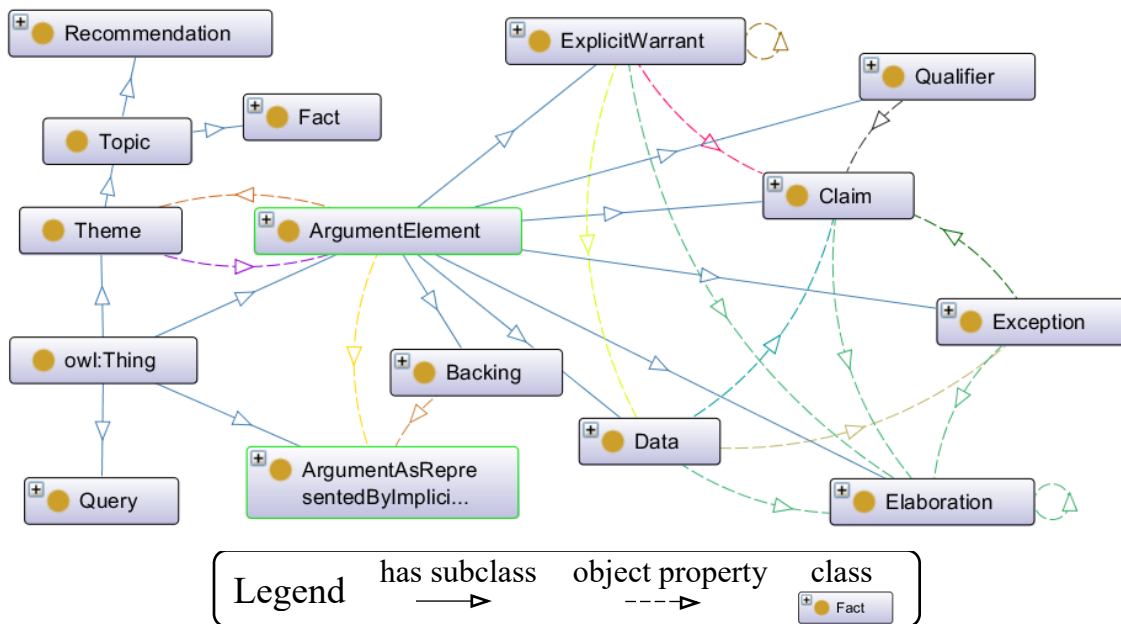 Recommendation
ExplicitWarrant
Qualifier
Fact
Topic
Claim
Theme
ArgumentElement
Exception
owl:Thing
Backing
Data
ArgumentAsRepre
sentedByImplici...
Query
Elaboration
Legend
has subclass
object property
class
Fact